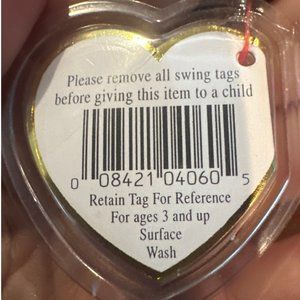 Please remove all swing tags
before giving this item to a child
0 08421 04060 5
Retain Tag For Reference
For ages 3 and up
Surface
Wash